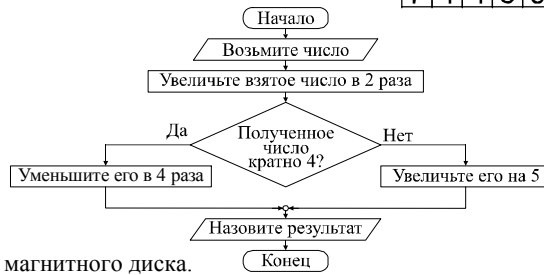 Начало
Возьмите число
Увеличьте взятое число в 2 раза
Да
Полученное
число
кратно 4?
Нет
Уменьшите его в 4 раза
Увеличьте его на 5
Назовите результат
Конец
магнитного диска.